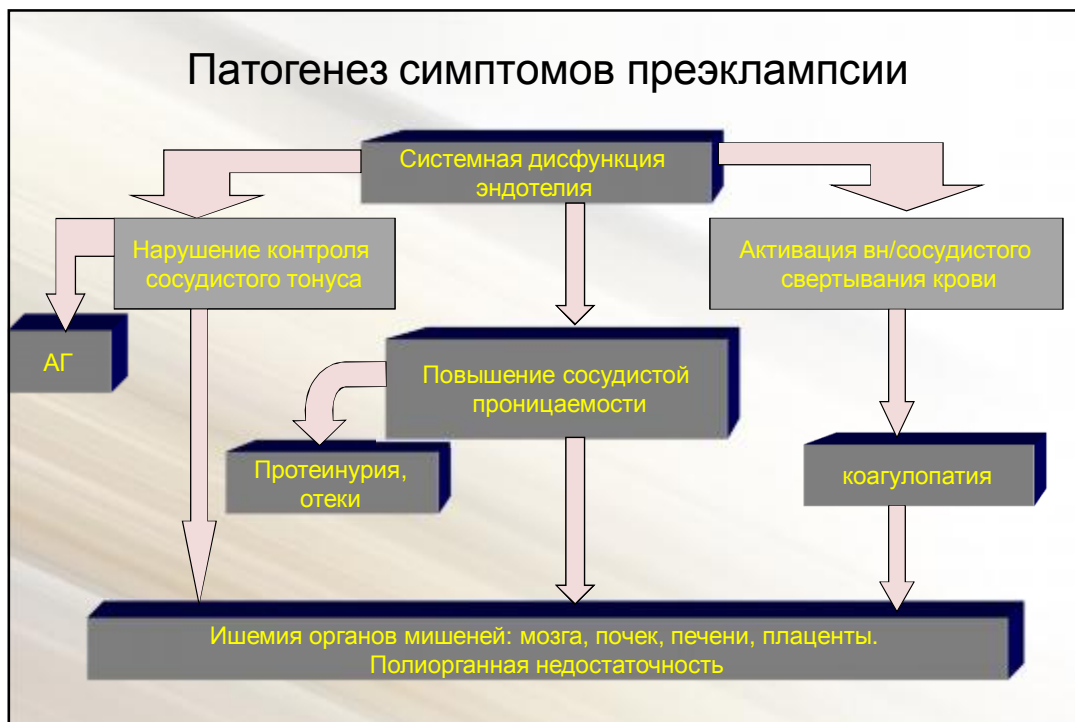 Патогенез симптомов преэклампсии
Системная дисфункция
эндотелия
Нарушение контроля
сосудистого тонуса
Активация вн/сосудистого
свертывания крови
АГ
Повышение сосудистой
проницаемости
Протеинурия,
отеки
коагулопатия
Ишемия органов мишеней: мозга, почек, печени, плаценты.
Полиорганная недостаточность